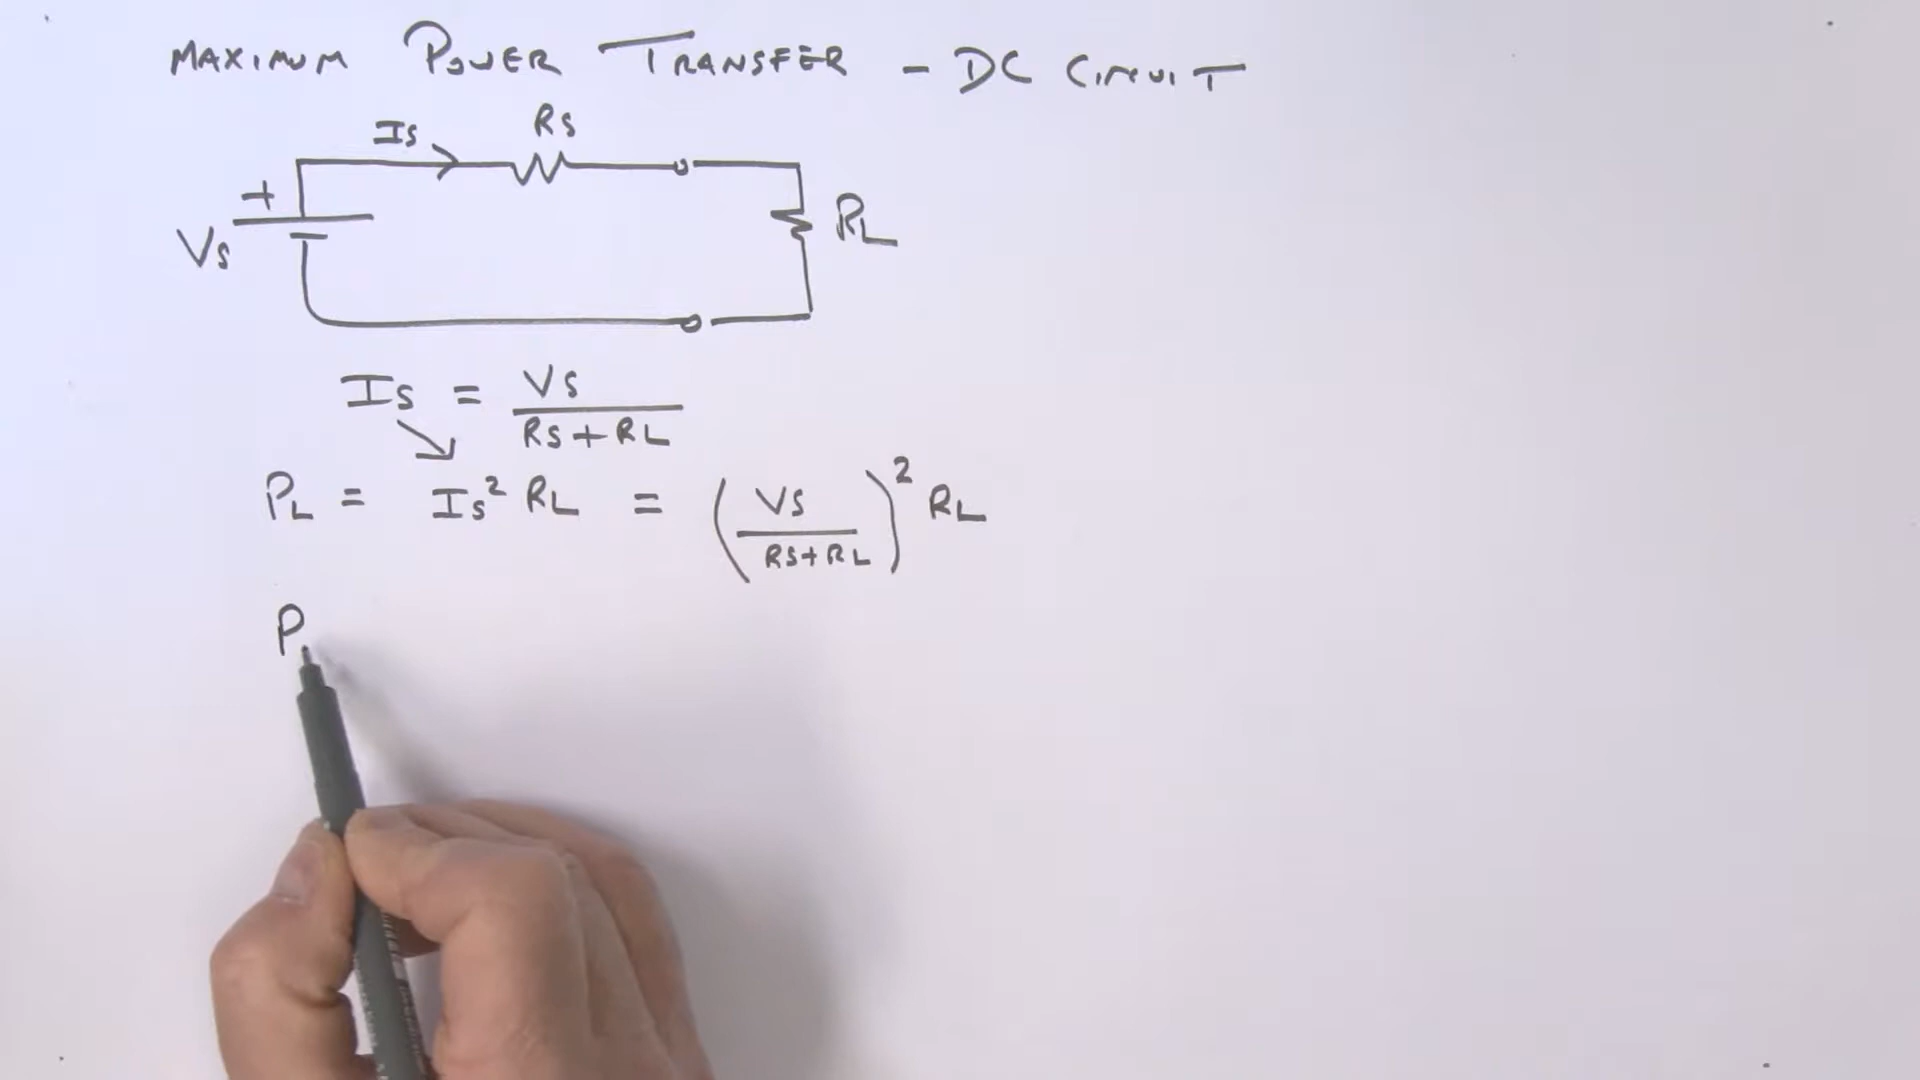 MAXIMUM POWER TRANSFER - DC CIRCUIT
Is Rs
+
Vs RL
Is = Vs / (Rs + RL)
PL = Is² RL = (Vs / (Rs+RL))² RL
P